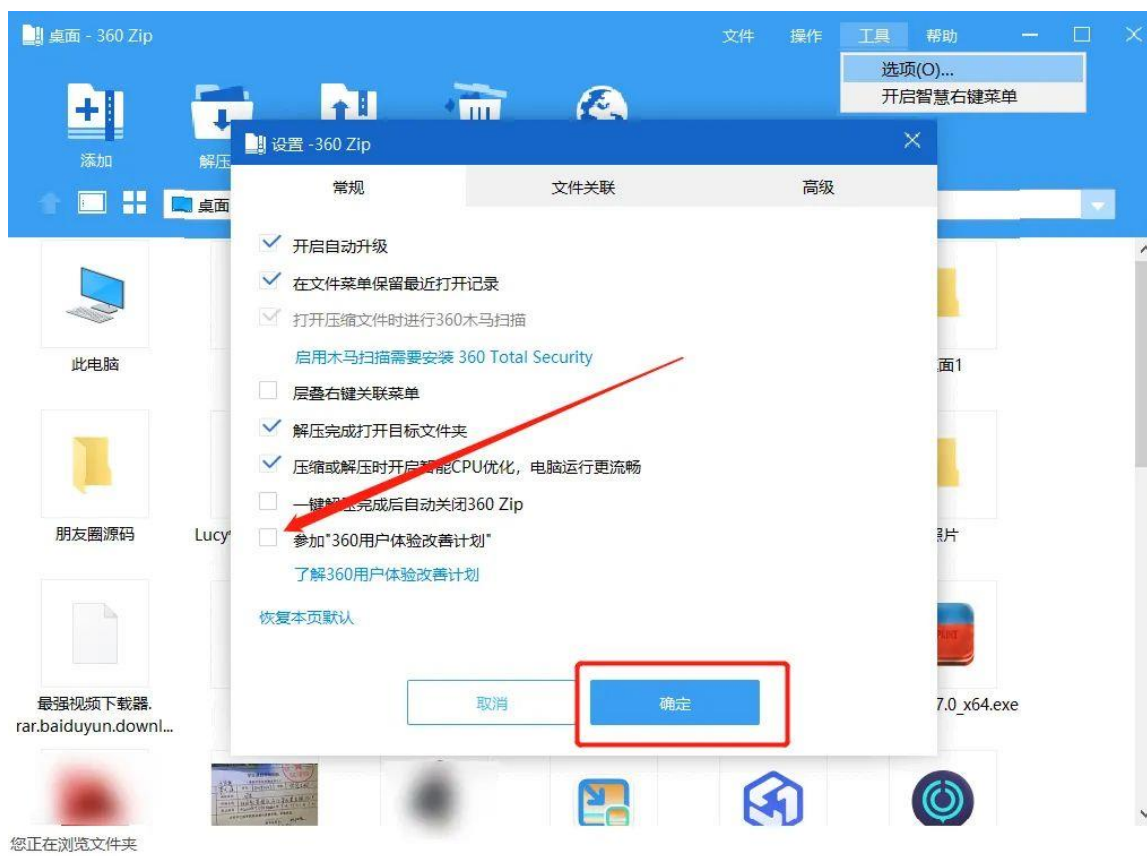 桌面 - 360 Zip
文件 操作 工具 帮助
选项(O)...
开启智慧右键菜单
添加
解压
桌面
设置 -360 Zip
常规 文件关联 高级
开启自动升级
在文件菜单保留最近打开记录
打开压缩文件时进行360木马扫描
启用木马扫描需要安装 360 Total Security
层叠右键关联菜单
解压完成打开目标文件夹
压缩或解压时开启智能CPU优化，电脑运行更流畅
一键解压完成后自动关闭360 Zip
参加"360用户体验改善计划"
了解360用户体验改善计划
恢复本页默认
取消 确定
此电脑
面1
朋友圈源码
Lucy
照片
最强视频下载器.
rar.baiduyun.downl...
7.0_x64.exe
您正在浏览文件夹